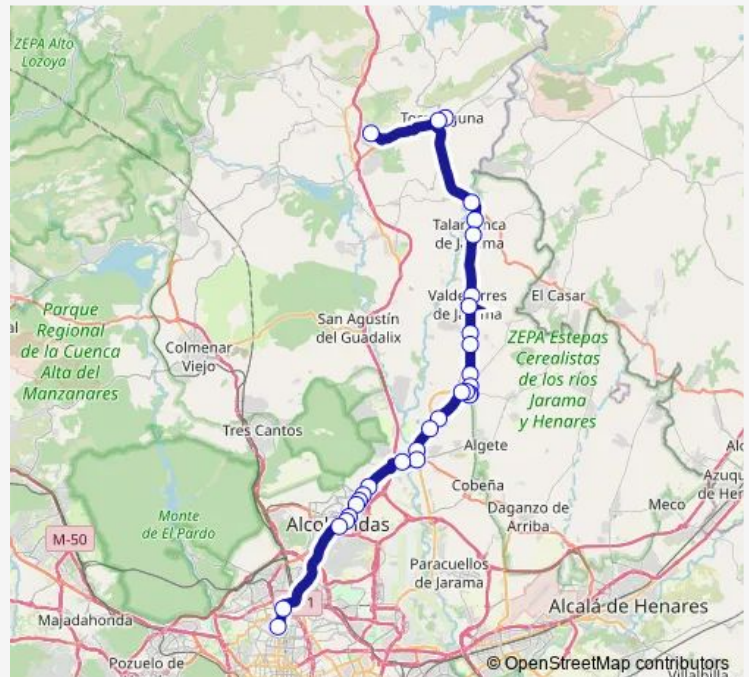 ZEPA Alto
Lozoya
Talamanca
de Jarama
El Casar
Parque
Regional
de la Cuenca
Alta del
Manzanares
San Agustín
del Guadalix
Colmenar
Viejo
ZEPA Estepas
Cerealistas
de los ríos
Jarama
y Henares
Tres Cantos
Algete
Cobeña
Meco
Monte
de El Pardo
Daganzo de
Arriba
M-50
Paracuellos
de Jarama
1
Alcalá de Henares
Majadahonda
Pozuelo de
© OpenStreetMap contributors